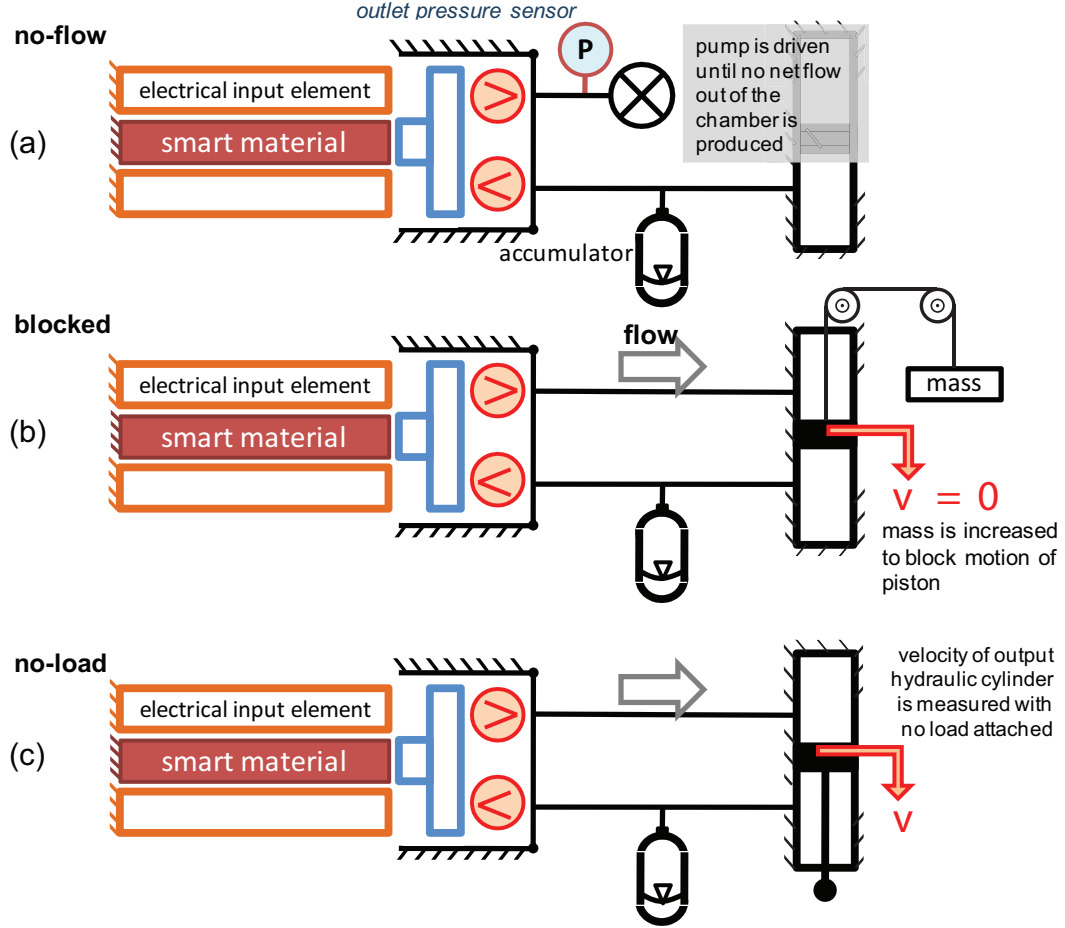 outlet pressure sensor
no-flow
P
pump is driven
until no net flow
out of the
chamber is
produced
electrical input element
(a)
smart material
accumulator
blocked
flow
electrical input element
mass
(b)
smart material
v = 0
mass is increased
to block motion of
piston
no-load
velocity of output
hydraulic cylinder
is measured with
no load attached
electrical input element
(c)
smart material
v